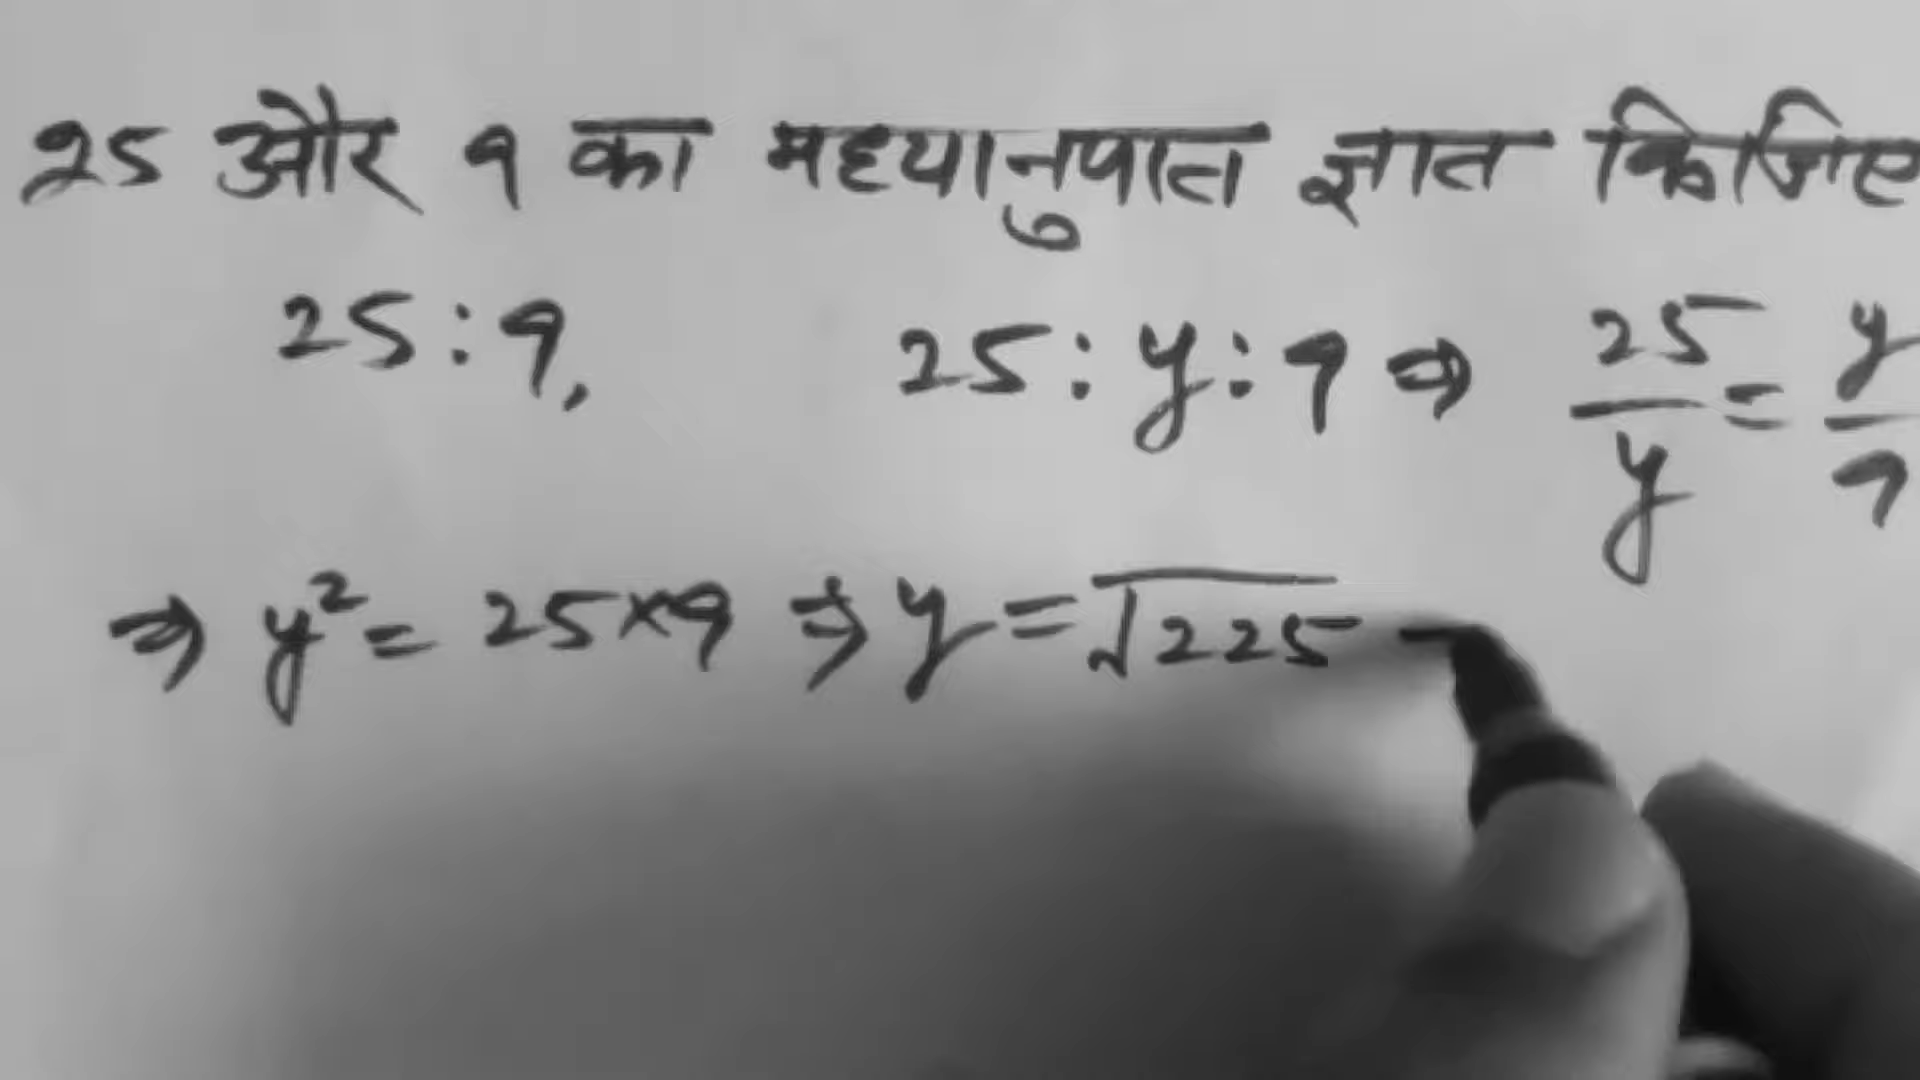 25 और 9 का मध्यानुपात ज्ञात किजिए
25 : 9, 25 : y : 9 ⇒ 25/y = y/9
⇒ y² = 25×9 ⇒ y = √225